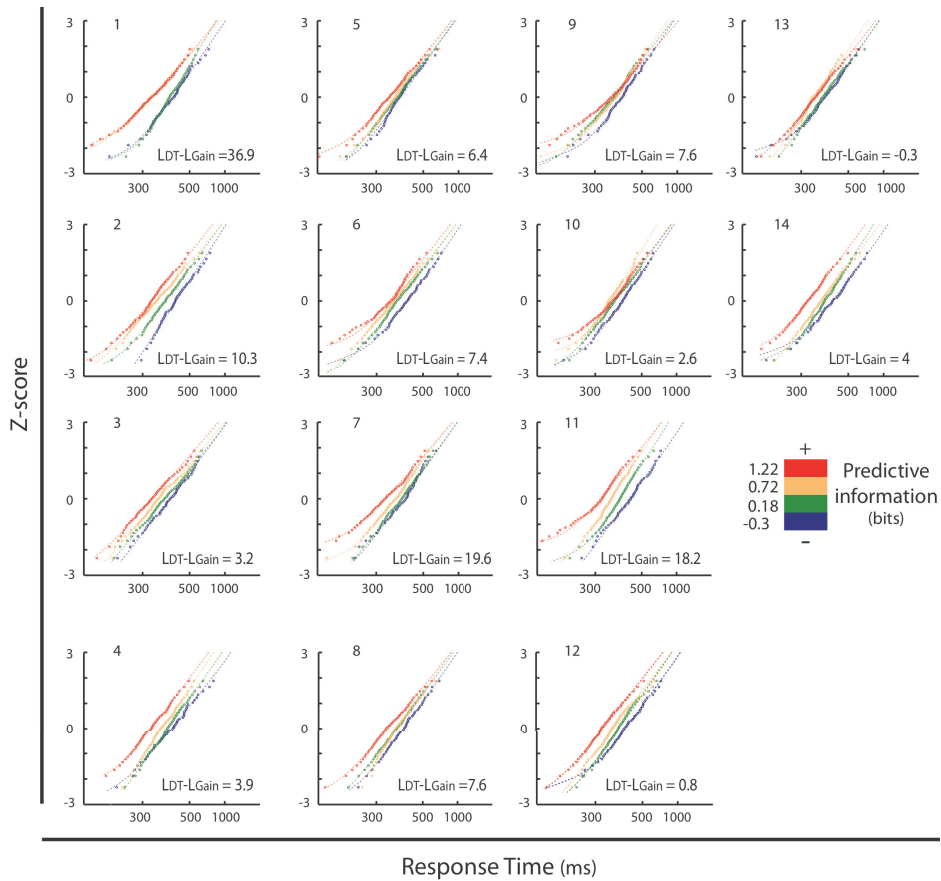 1
3
0
-3
300 500 1000
LDT-LGain =36.9
5
3
0
-3
300 500 1000
LDT-LGain = 6.4
9
3
0
-3
300 500 1000
LDT-LGain = 7.6
13
3
0
-3
300 500 1000
LDT-LGain = -0.3
2
3
0
-3
300 500 1000
LDT-LGain = 10.3
6
3
0
-3
300 500 1000
LDT-LGain = 7.4
10
3
0
-3
300 500 1000
LDT-LGain = 2.6
14
3
0
-3
300 500 1000
LDT-LGain = 4
3
3
0
-3
300 500 1000
LDT-LGain = 3.2
7
3
0
-3
300 500 1000
LDT-LGain = 19.6
11
3
0
-3
300 500 1000
LDT-LGain = 18.2
4
3
0
-3
300 500 1000
LDT-LGain = 3.9
8
3
0
-3
300 500 1000
LDT-LGain =7.6
12
3
0
-3
300 500 1000
LDT-LGain = 0.8
+
1.22
0.72
0.18
-0.3
-
Predictive
information
(bits)
Z-score
Response Time (ms)